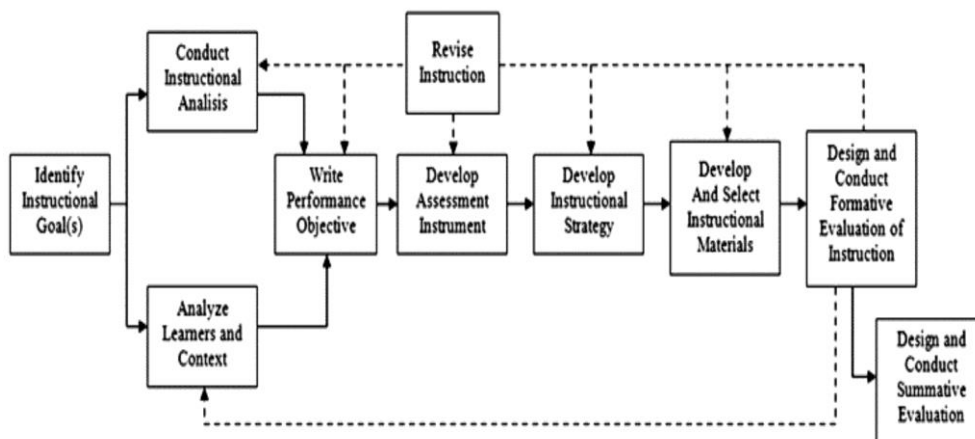 Conduct
Instructional
Analisis
Revise
Instruction
Identify
Instructional
Goal(s)
Write
Performance
Objective
Develop
Assessment
Instrument
Develop
Instructional
Strategy
Develop
And Select
Instructional
Materials
Design and
Conduct
Formative
Evaluation of
Instruction
Analyze
Learners and
Context
Design and
Conduct
Summative
Evaluation